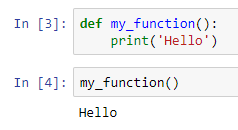 In [3]: def my_function():
    print('Hello')
In [4]: my_function()
Hello